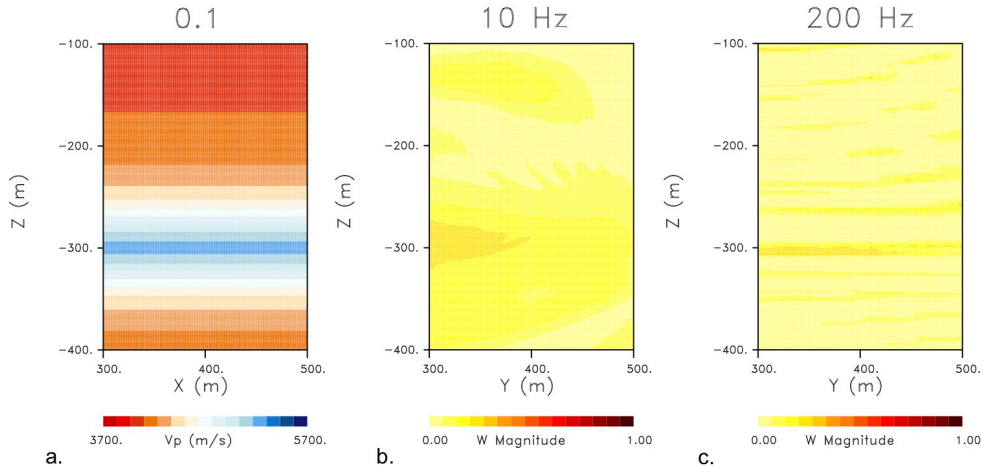 0.1
10 Hz
200 Hz
-100.
-200.
-300.
-400.
Z (m)
300.
400.
500.
X (m)
3700.
Vp (m/s)
5700.
a.
-100.
-200.
-300.
-400.
Z (m)
300.
400.
500.
Y (m)
0.00
W Magnitude
1.00
b.
-100.
-200.
-300.
-400.
Z (m)
300.
400.
500.
Y (m)
0.00
W Magnitude
1.00
c.